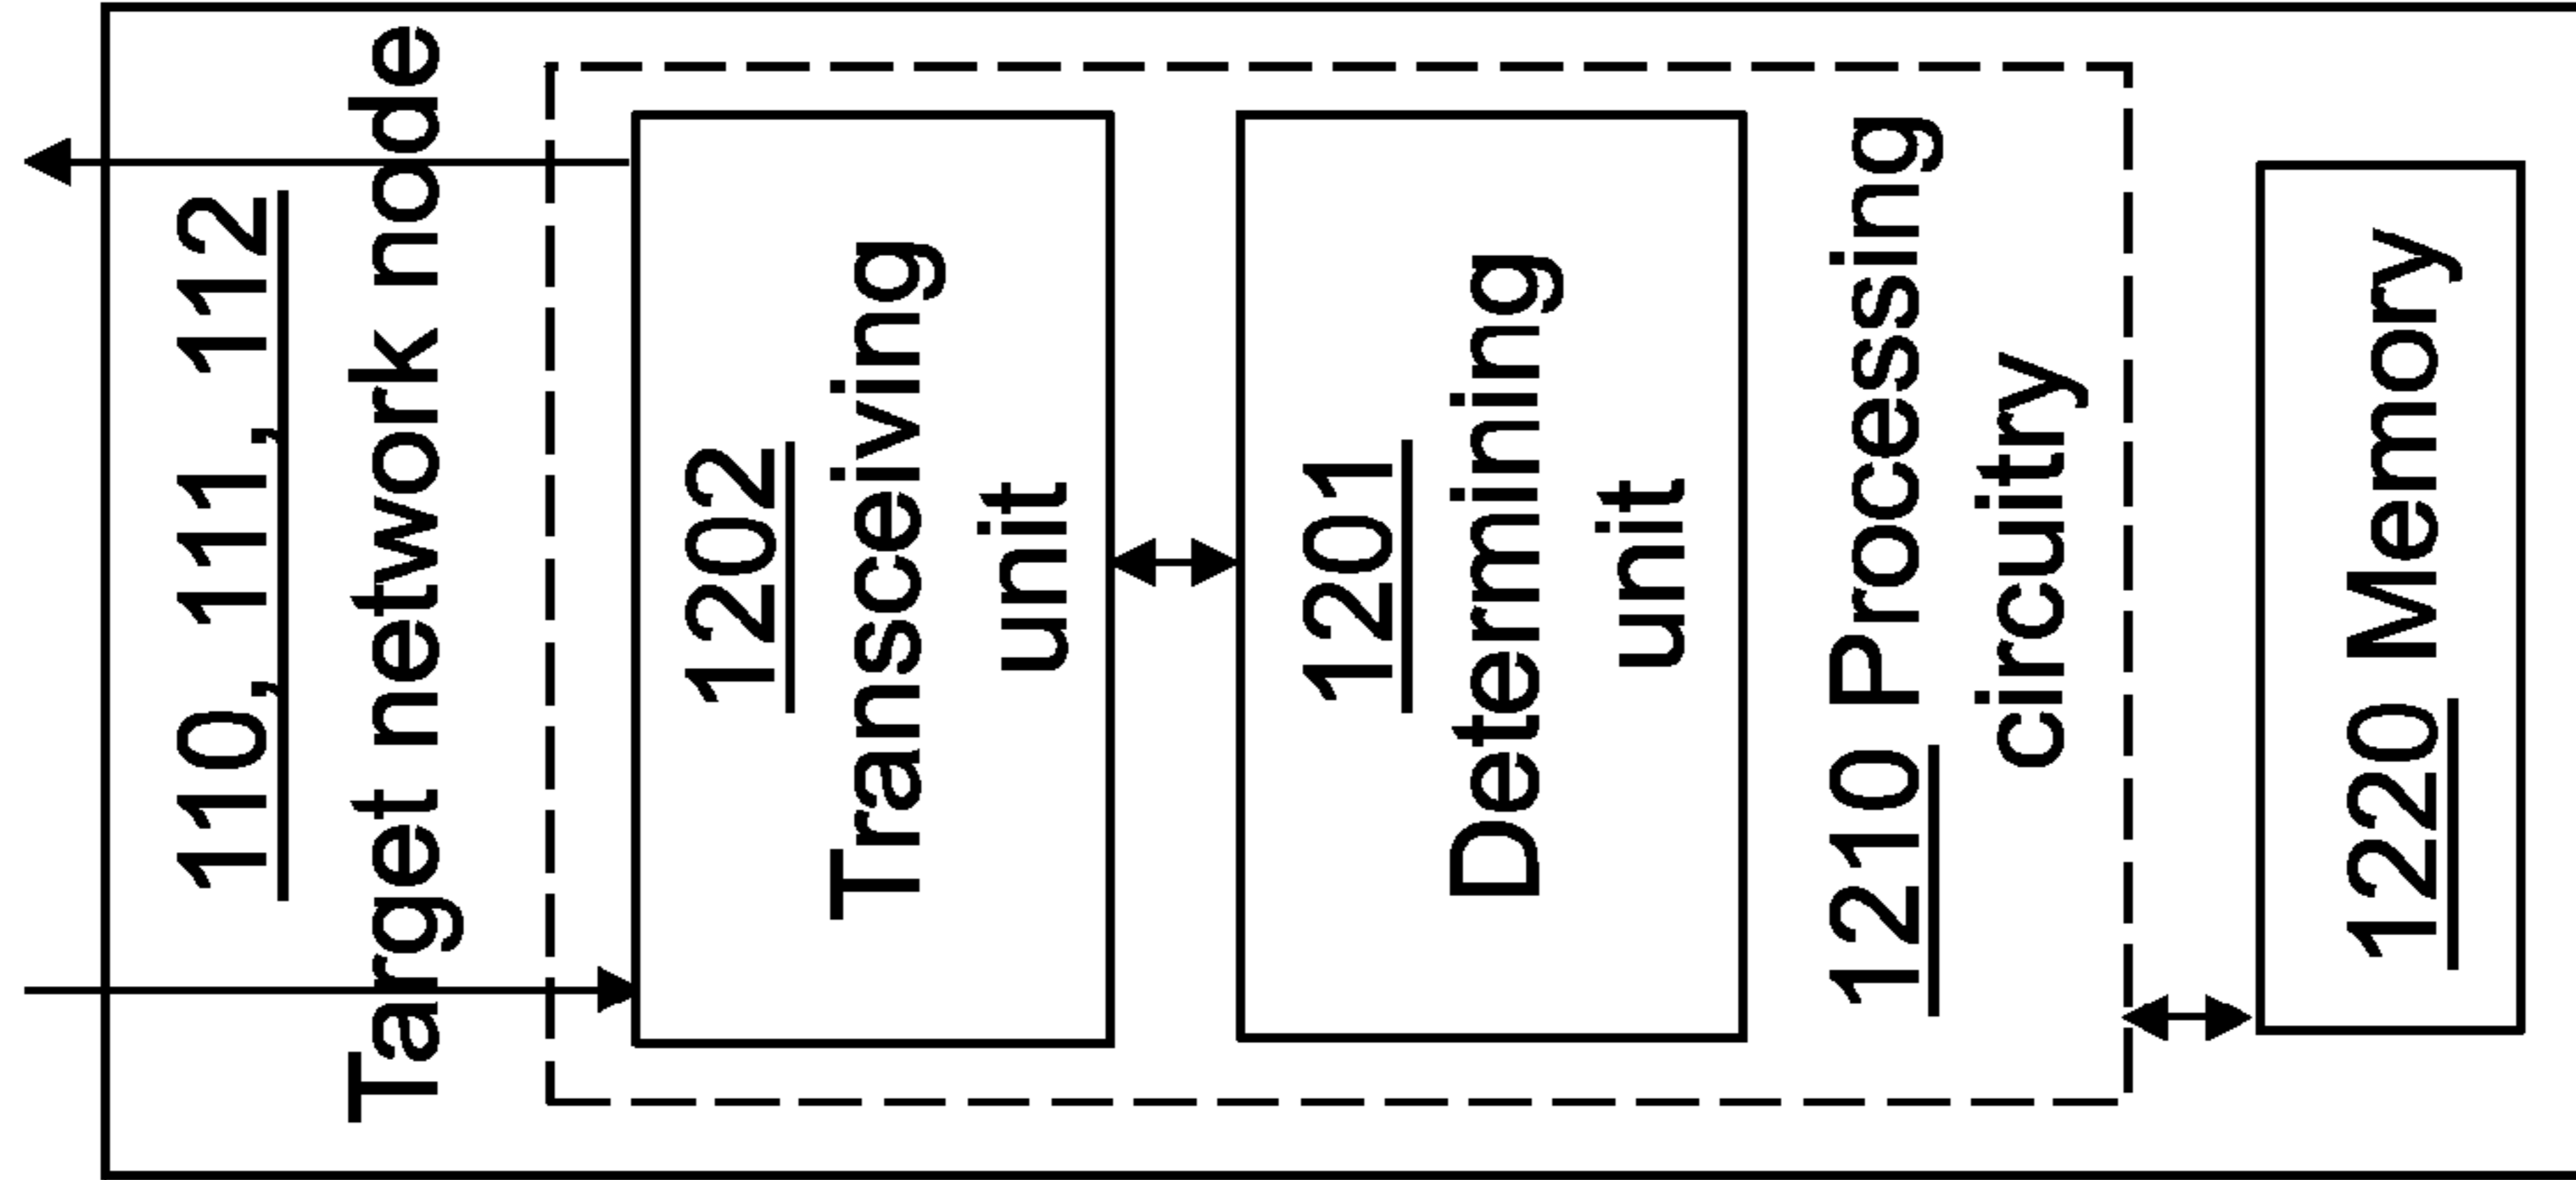 110, 111, 112
Target network node
1202
Transceiving
unit
1201
Determining
unit
1210 Processing
circuitry
1220 Memory